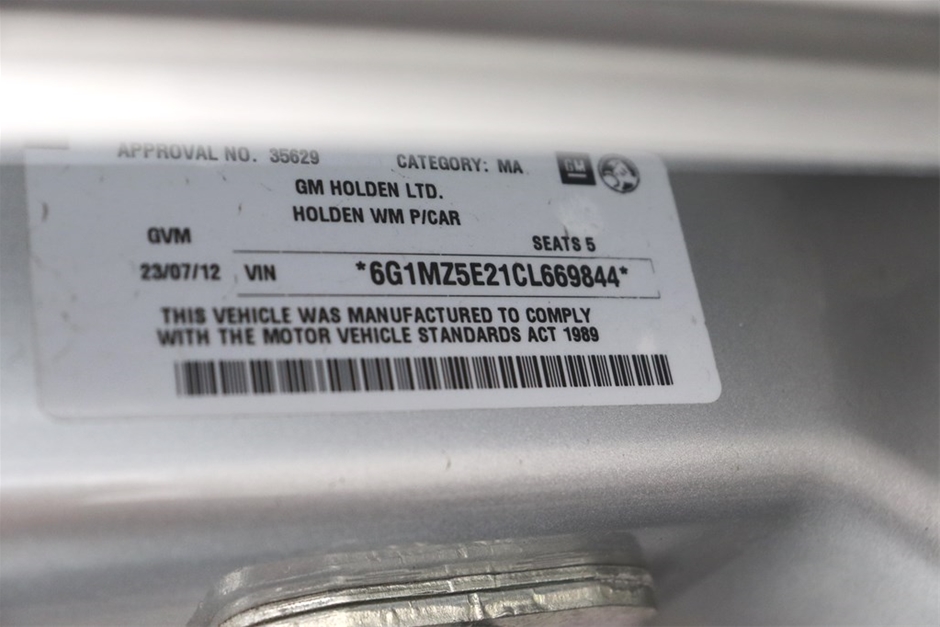 APPROVAL NO. 35629 CATEGORY: MA GM
GM HOLDEN LTD.
HOLDEN WM P/CAR
GVM SEATS 5
23/07/12 VIN *6G1MZ5E21CL669844*
THIS VEHICLE WAS MANUFACTURED TO COMPLY
WITH THE MOTOR VEHICLE STANDARDS ACT 1989